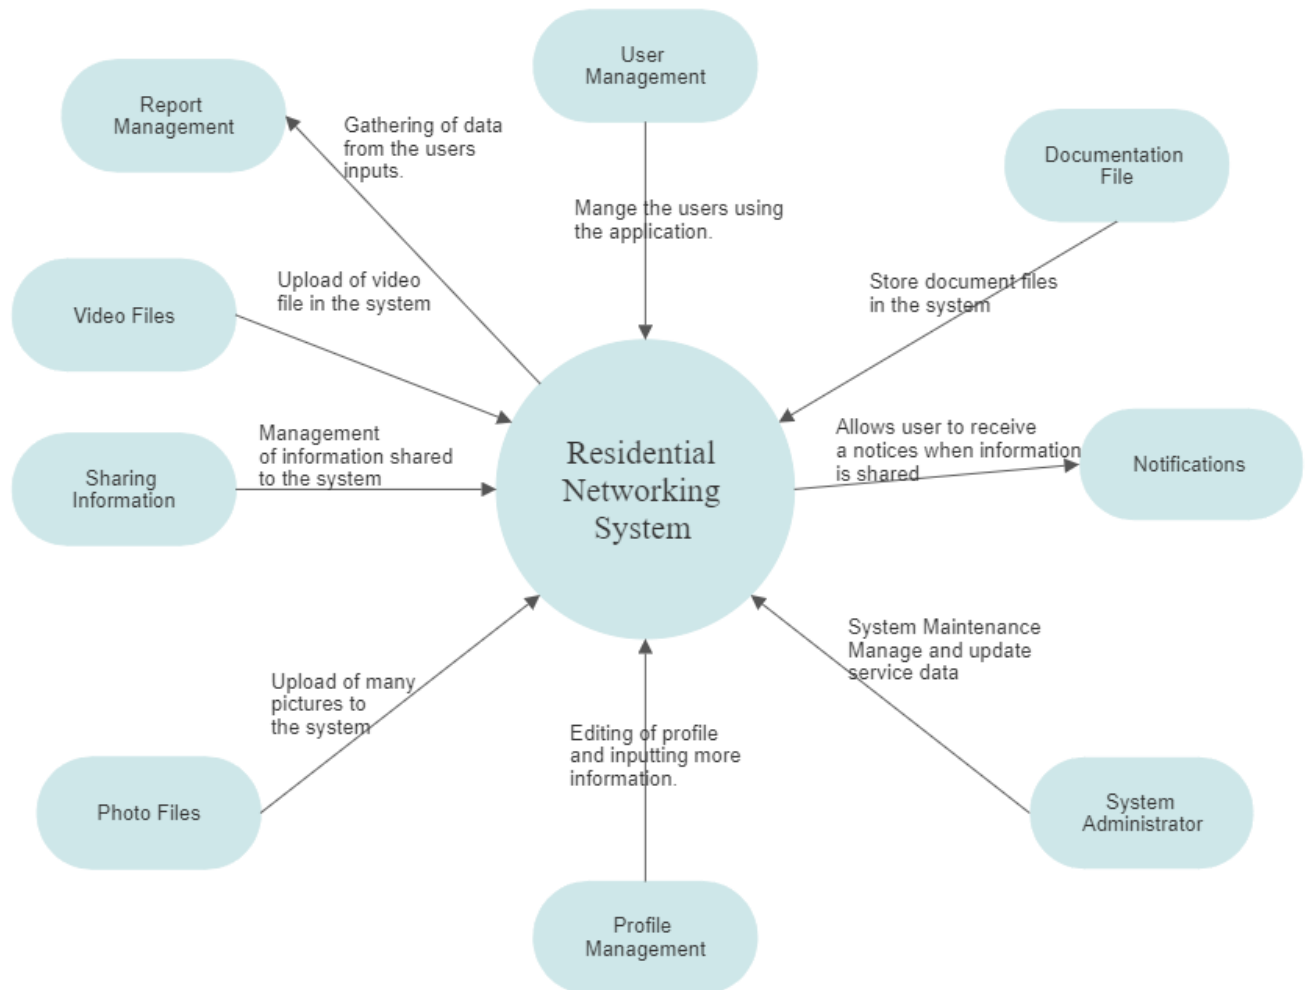 User
Management
Report
Management
Gathering of data
from the users
inputs.
Documentation
File
Mange the users using
the application.
Upload of video
file in the system
Store document files
in the system
Video Files
Management
of information shared
to the system
Sharing
Information
Residential
Networking
System
Allows user to receive
a notices when information
is shared
Notifications
System Maintenance
Manage and update
service data
Upload of many
pictures to
the system
Editing of profile
and inputting more
information.
Photo Files
System
Administrator
Profile
Management